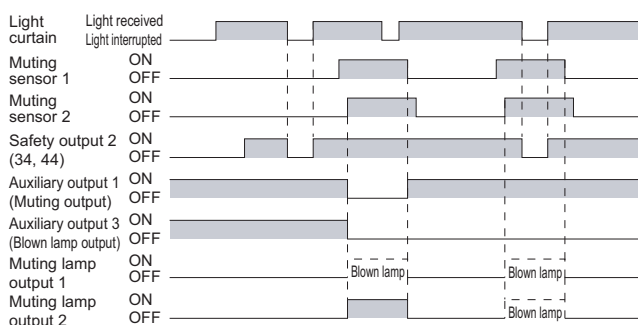 Light curtain Light received
Light interrupted
Muting sensor 1 ON
OFF
Muting sensor 2 ON
OFF
Safety output 2 (34, 44) ON
OFF
Auxiliary output 1 (Muting output) ON
OFF
Auxiliary output 3 (Blown lamp output) ON
OFF
Muting lamp output 1 ON
OFF
Blown lamp
Blown lamp
Muting lamp output 2 ON
OFF
Blown lamp